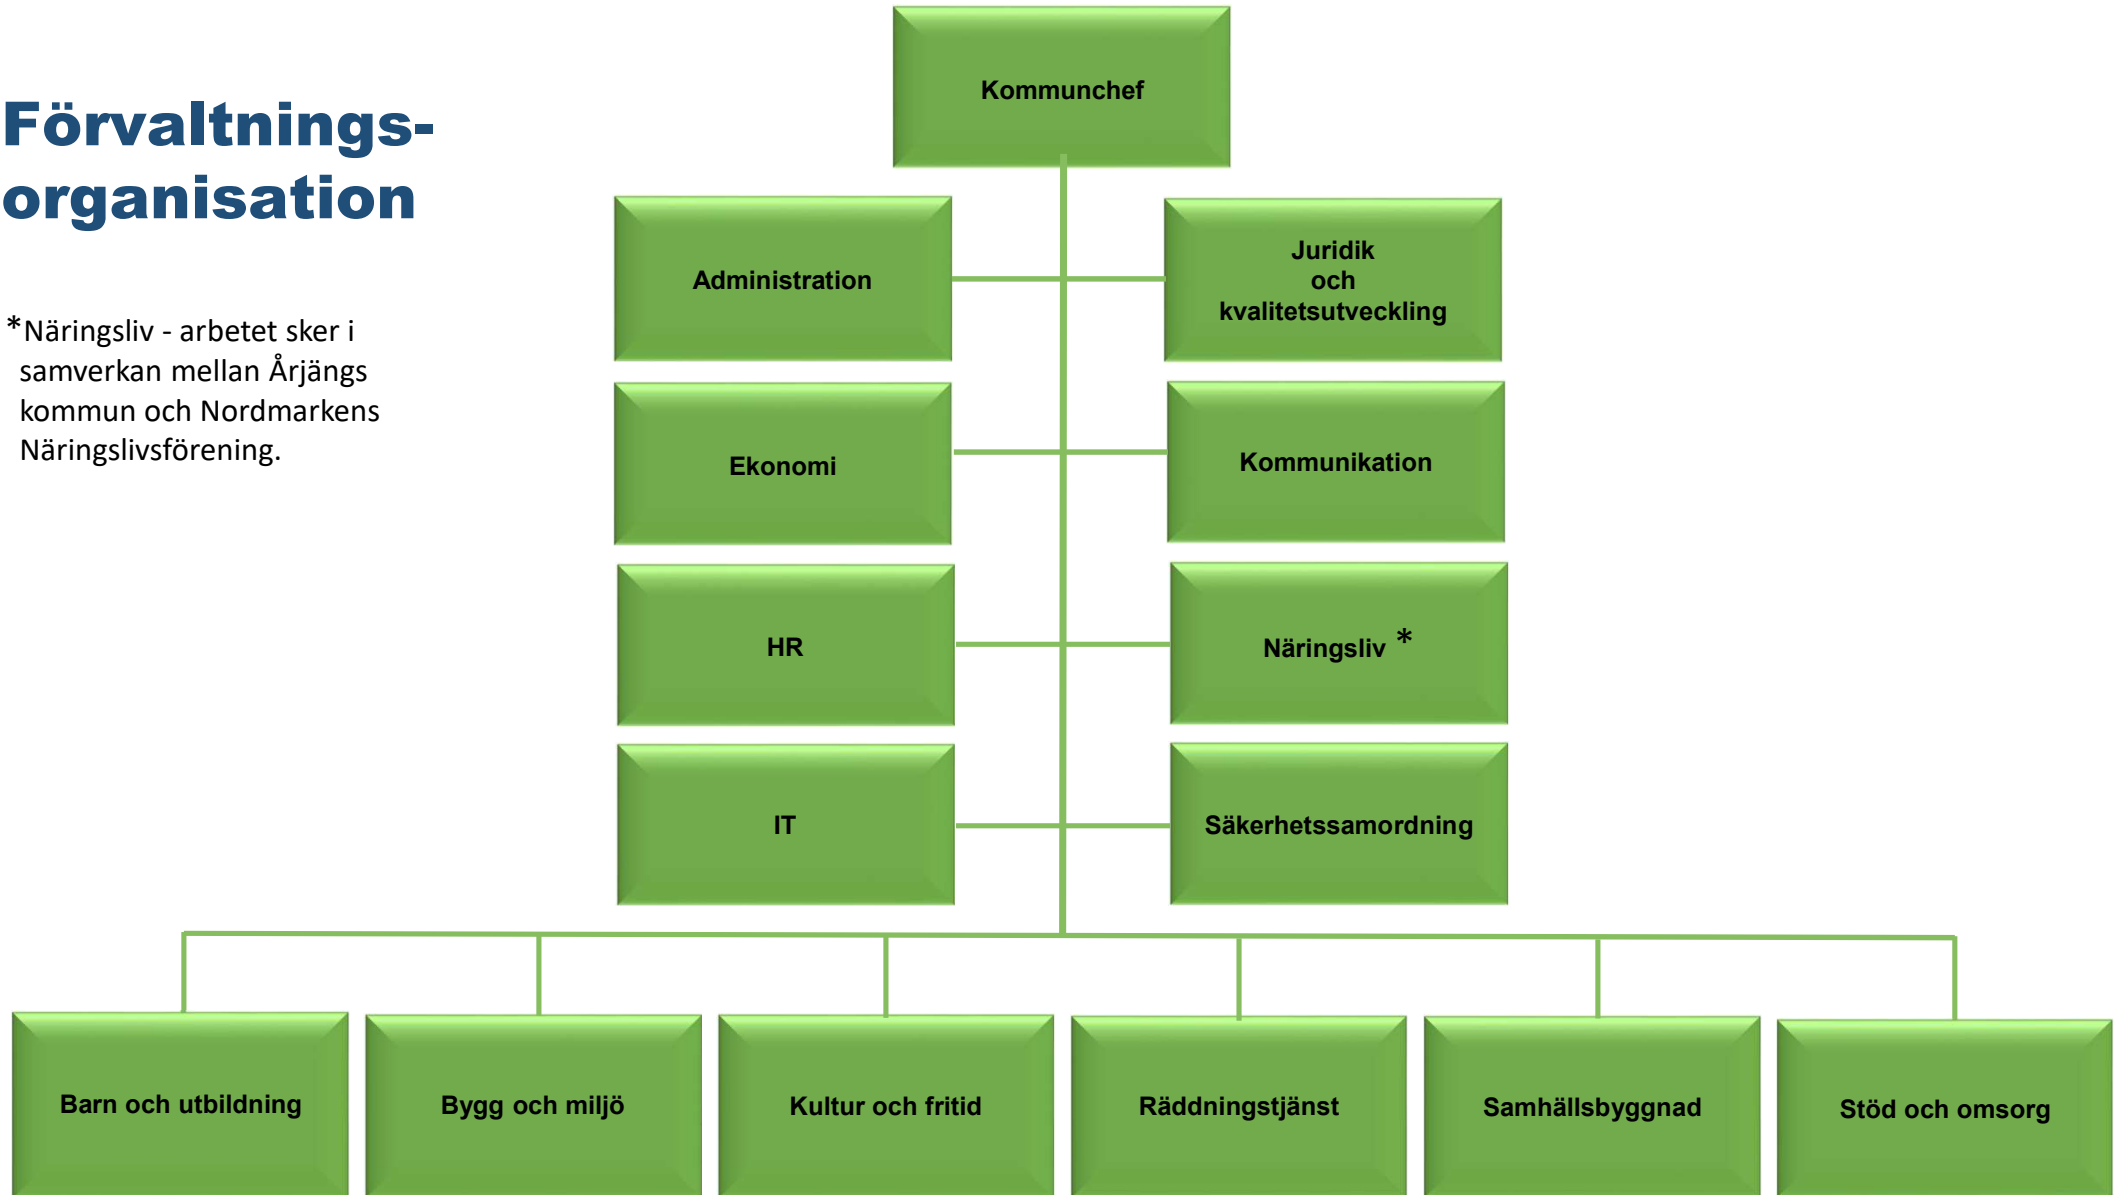 Förvaltnings-
organisation
*Näringsliv - arbetet sker i
samverkan mellan Årjängs
kommun och Nordmarkens
Näringslivsförening.
Kommunchef
Administration
Juridik
och
kvalitetsutveckling
Ekonomi
Kommunikation
HR
Näringsliv *
IT
Säkerhetssamordning
Barn och utbildning
Bygg och miljö
Kultur och fritid
Räddningstjänst
Samhällsbyggnad
Stöd och omsorg